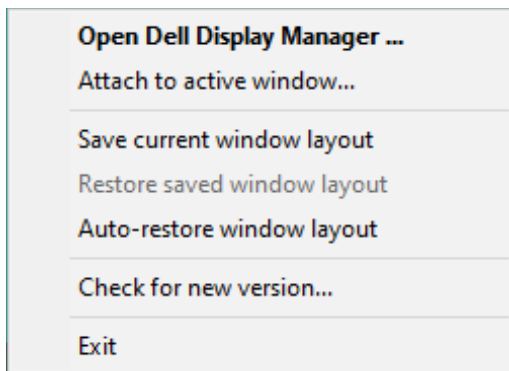 Open Dell Display Manager ...
Attach to active window...
Save current window layout
Restore saved window layout
Auto-restore window layout
Check for new version...
Exit